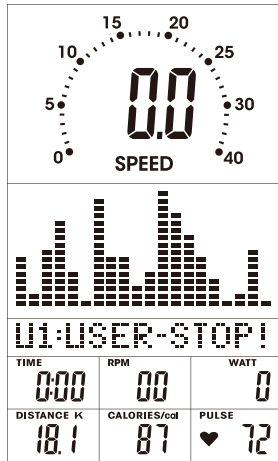 15 20
10 25
5 30
0 40
0.0
SPEED
U1:USER-STOP!
TIME RPM WATT
0:00 00 0
DISTANCE K CALORIES/cal PULSE
18.1 87 72